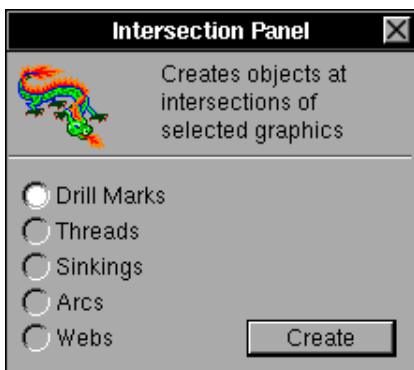 Intersection Panel
Creates objects at
intersections of
selected graphics
Drill Marks
Threads
Sinkings
Arcs
Webs
Create